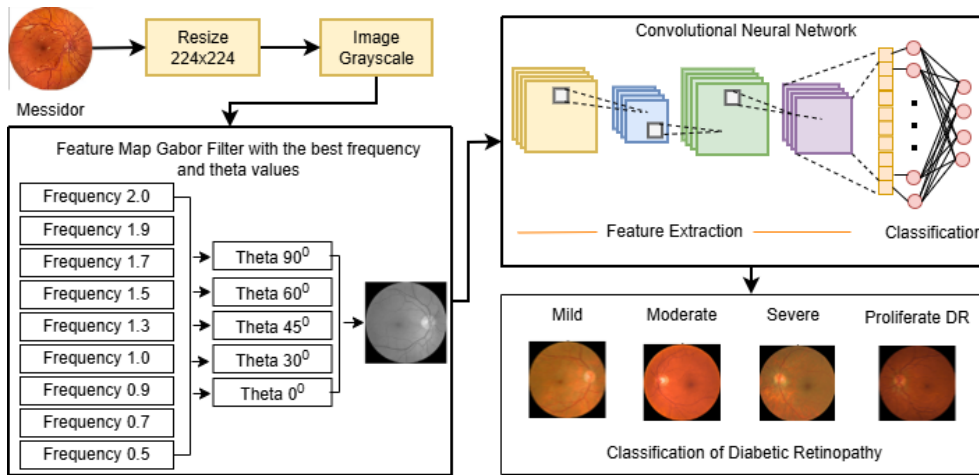 Messidor
Resize
224x224
Image
Grayscale
Feature Map Gabor Filter with the best frequency
and theta values
Frequency 2.0
Frequency 1.9
Frequency 1.7
Frequency 1.5
Frequency 1.3
Frequency 1.0
Frequency 0.9
Frequency 0.7
Frequency 0.5
Theta 90⁰
Theta 60⁰
Theta 45⁰
Theta 30⁰
Theta 0⁰
Convolutional Neural Network
Feature Extraction
Classification
Mild
Moderate
Severe
Proliferate DR
Classification of Diabetic Retinopathy